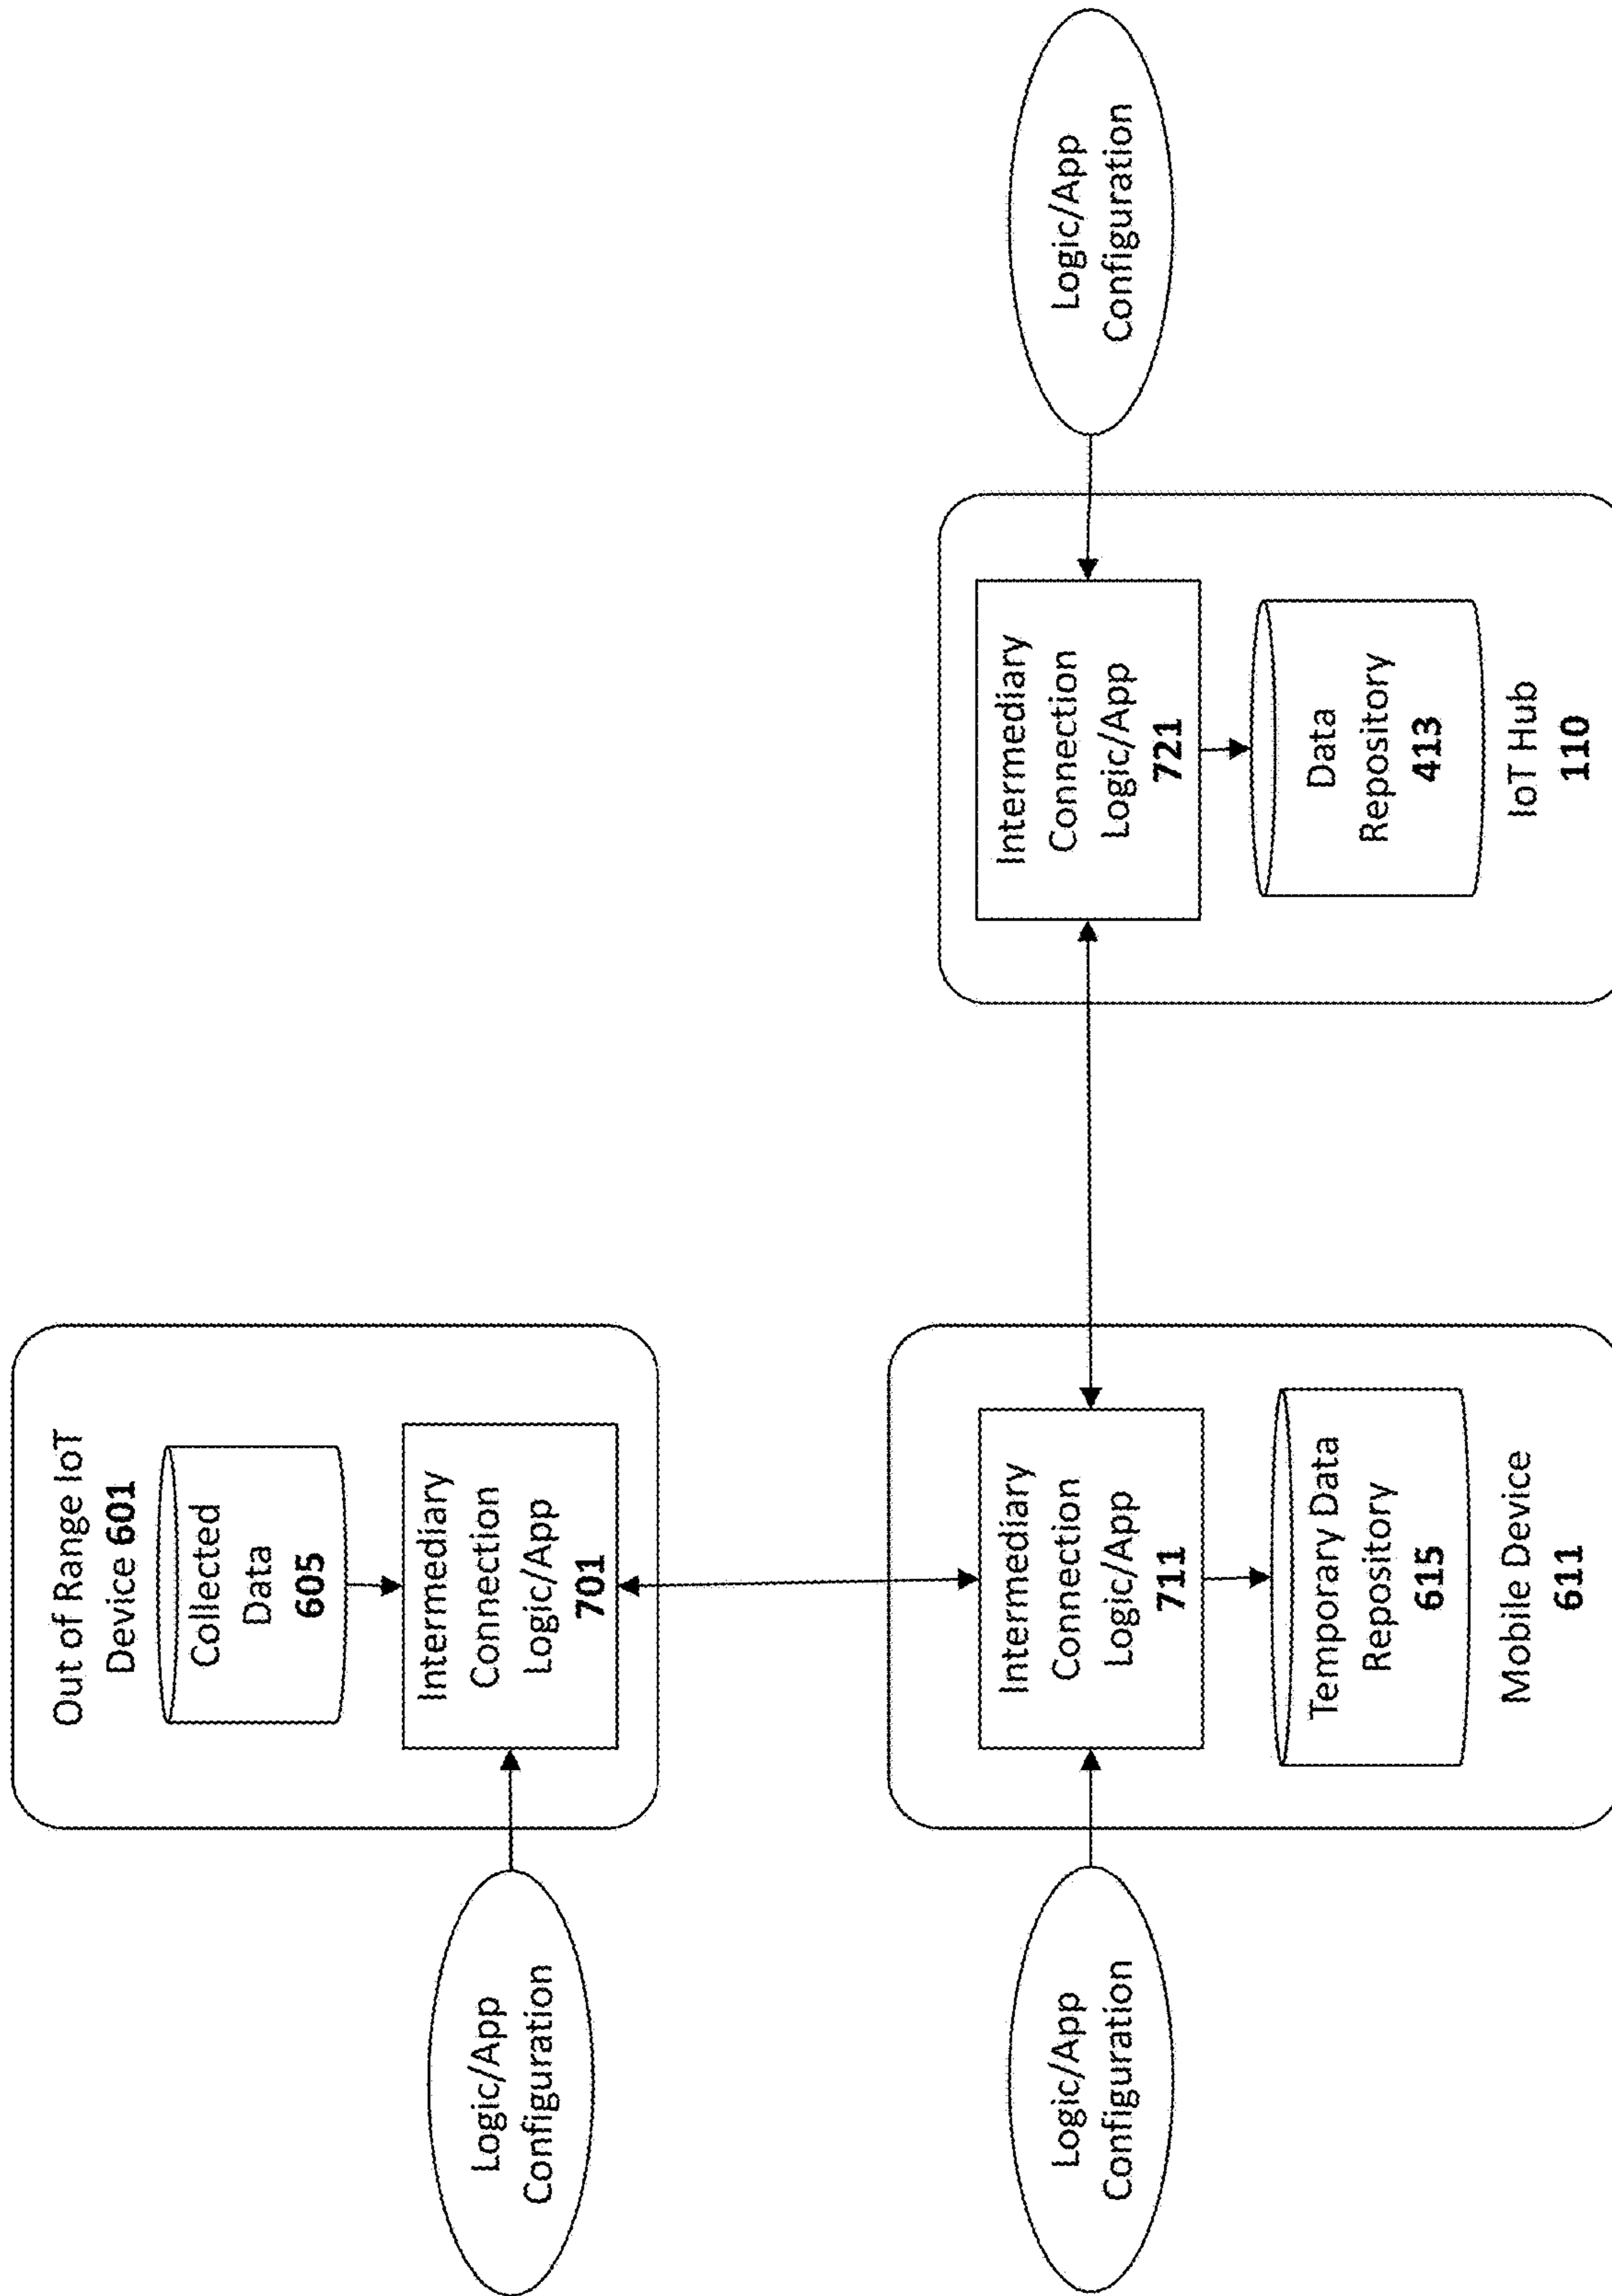 Out of Range IoT
Device 601
Collected
Data
605
Logic/App
Configuration
Intermediary
Connection
Logic/App
701
Logic/App
Configuration
Intermediary
Connection
Logic/App
711
Temporary Data
Repository
615
Mobile Device
611
Intermediary
Connection
Logic/App
721
Data
Repository
413
IoT Hub
110
Logic/App
Configuration